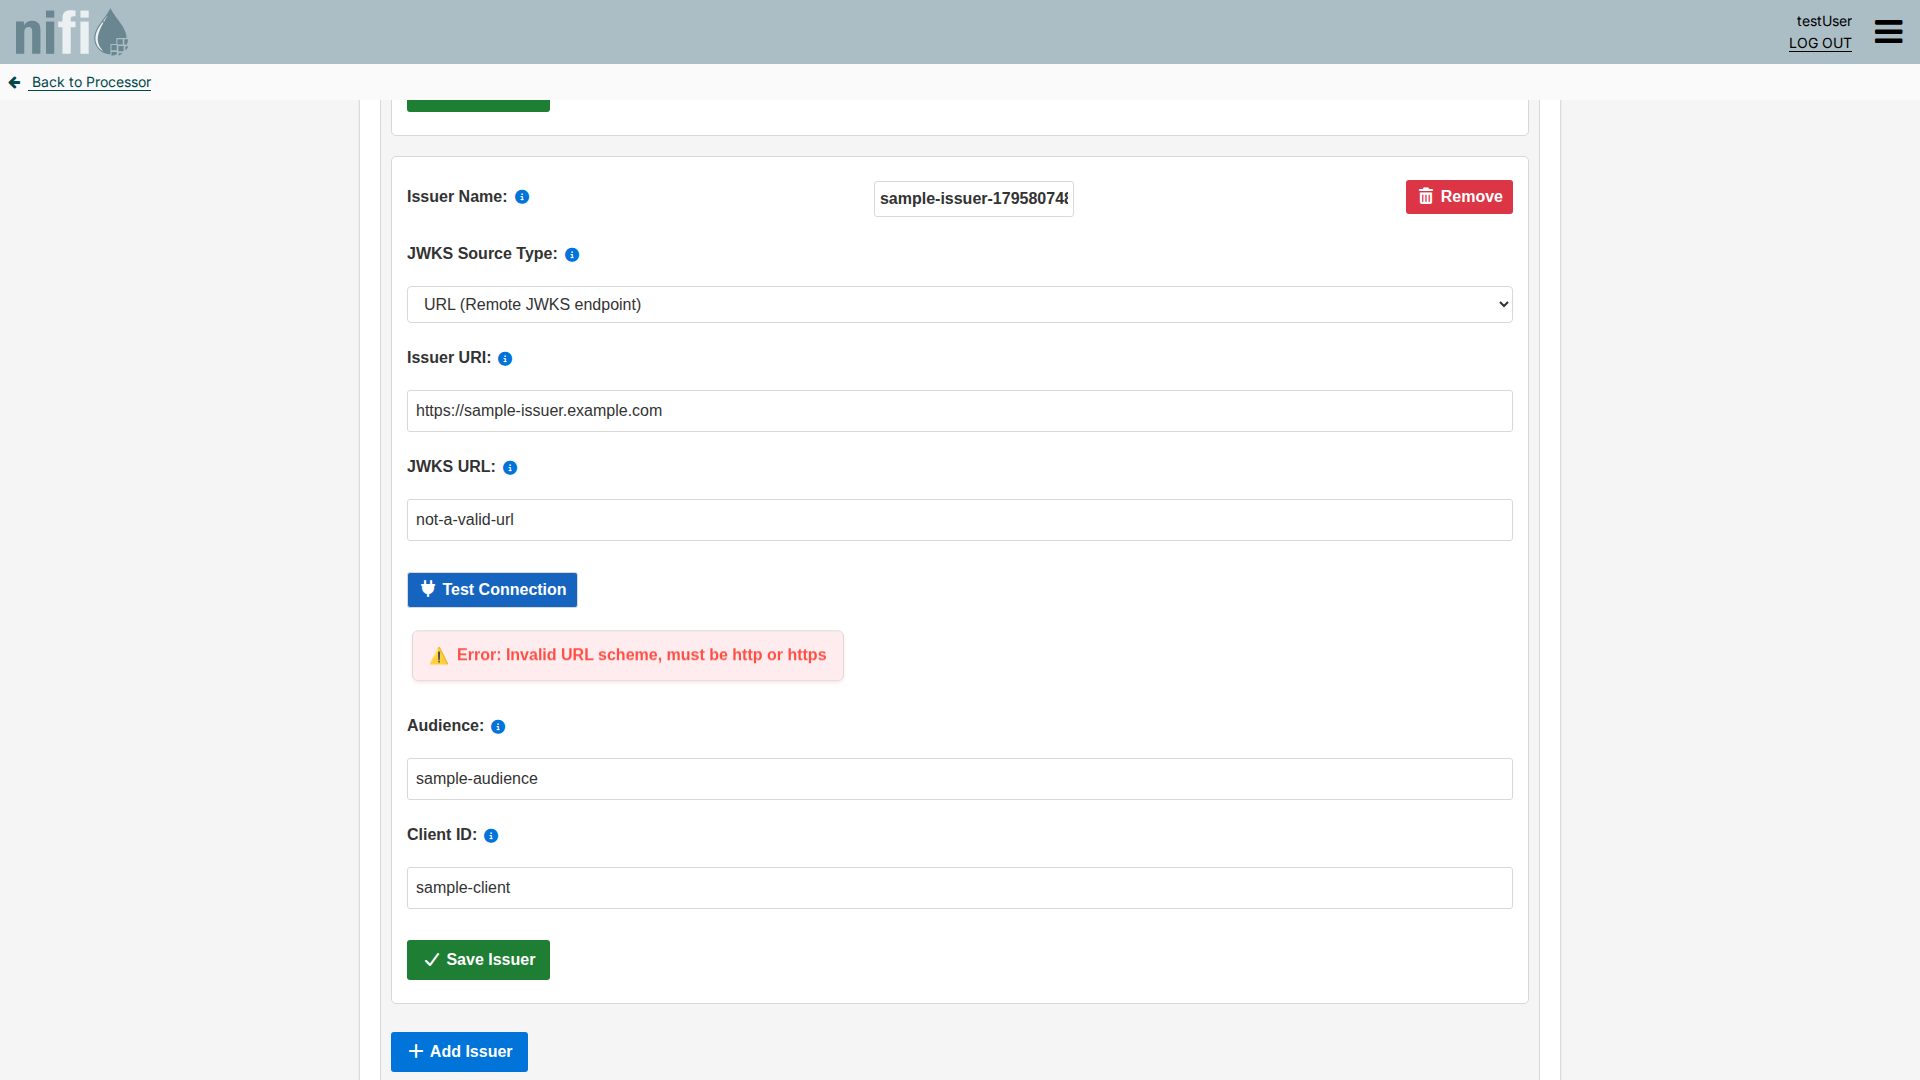 nifi
testUser
LOG OUT
Back to Processor
Issuer Name:
sample-issuer-179580748
Remove
JWKS Source Type:
URL (Remote JWKS endpoint)
Issuer URI:
https://sample-issuer.example.com
JWKS URL:
not-a-valid-url
Test Connection
Error: Invalid URL scheme, must be http or https
Audience:
sample-audience
Client ID:
sample-client
Save Issuer
Add Issuer